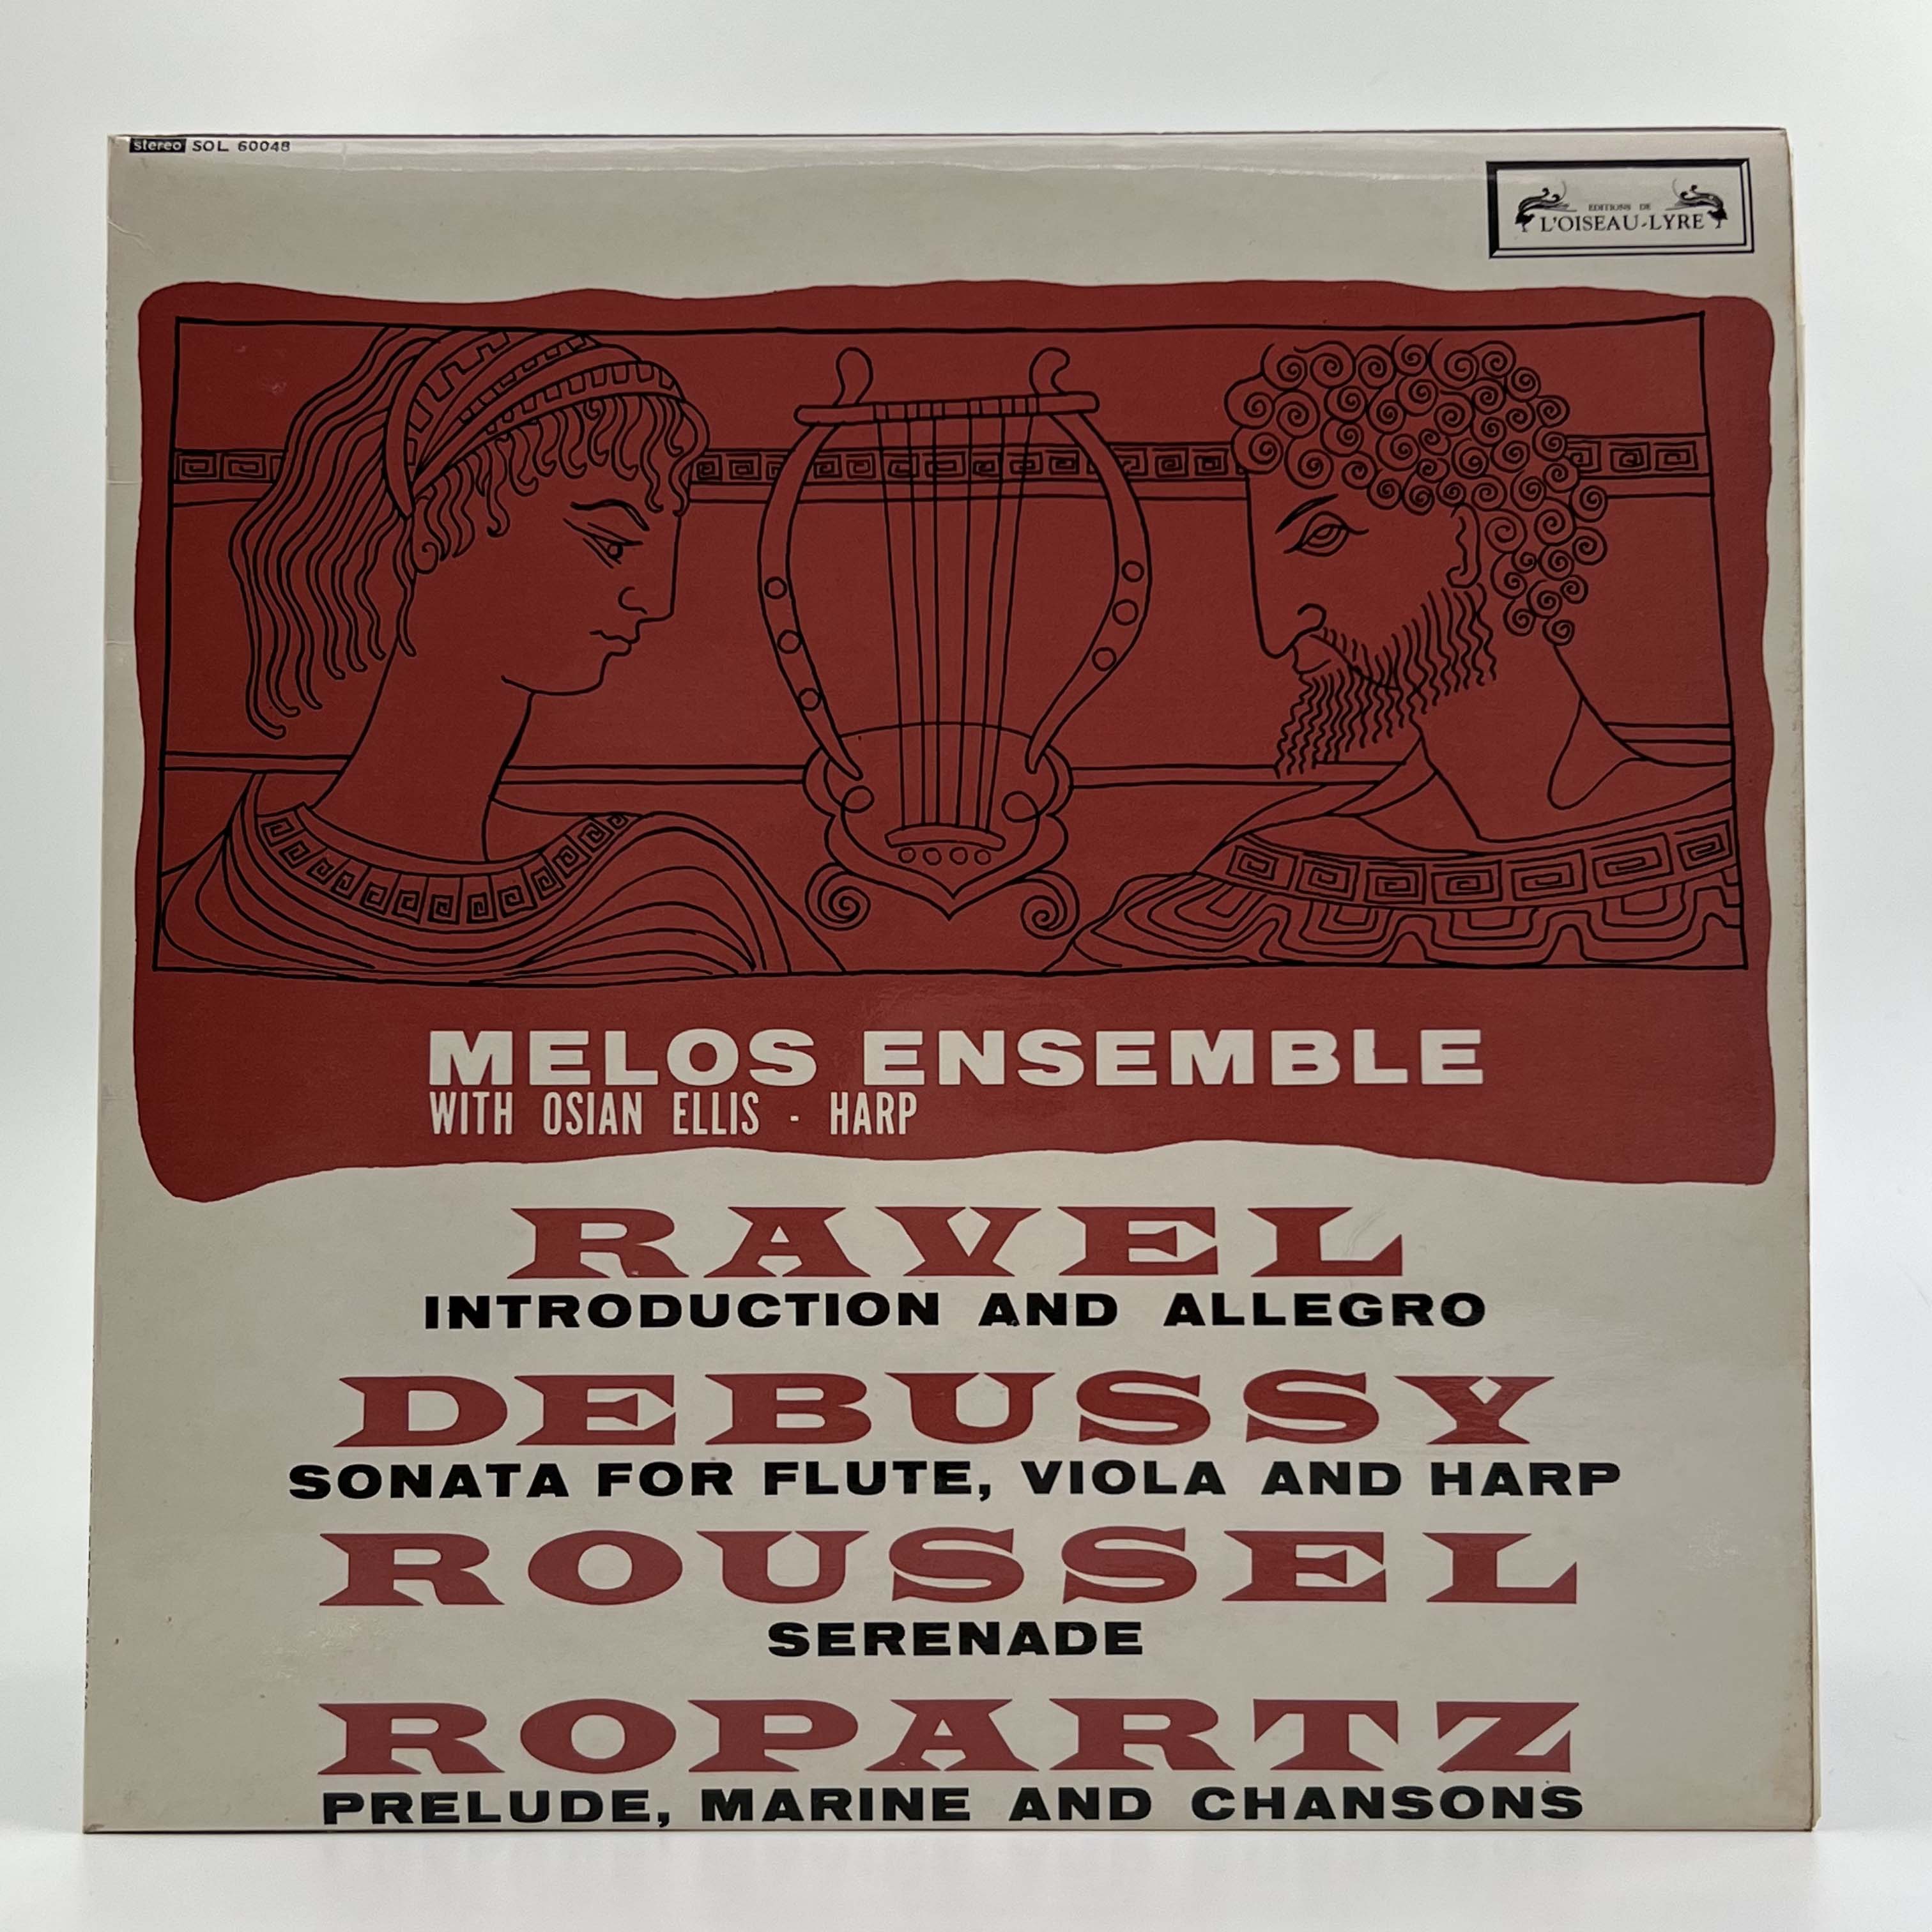 stereo SOL 60048
EDITIONS DE
L'OISEAU-LYRE
MELOS ENSEMBLE
WITH OSIAN ELLIS - HARP
RAVEL
INTRODUCTION AND ALLEGRO
DEBUSSY
SONATA FOR FLUTE, VIOLA AND HARP
ROUSSEL
SERENADE
ROPARTZ
PRELUDE, MARINE AND CHANSONS